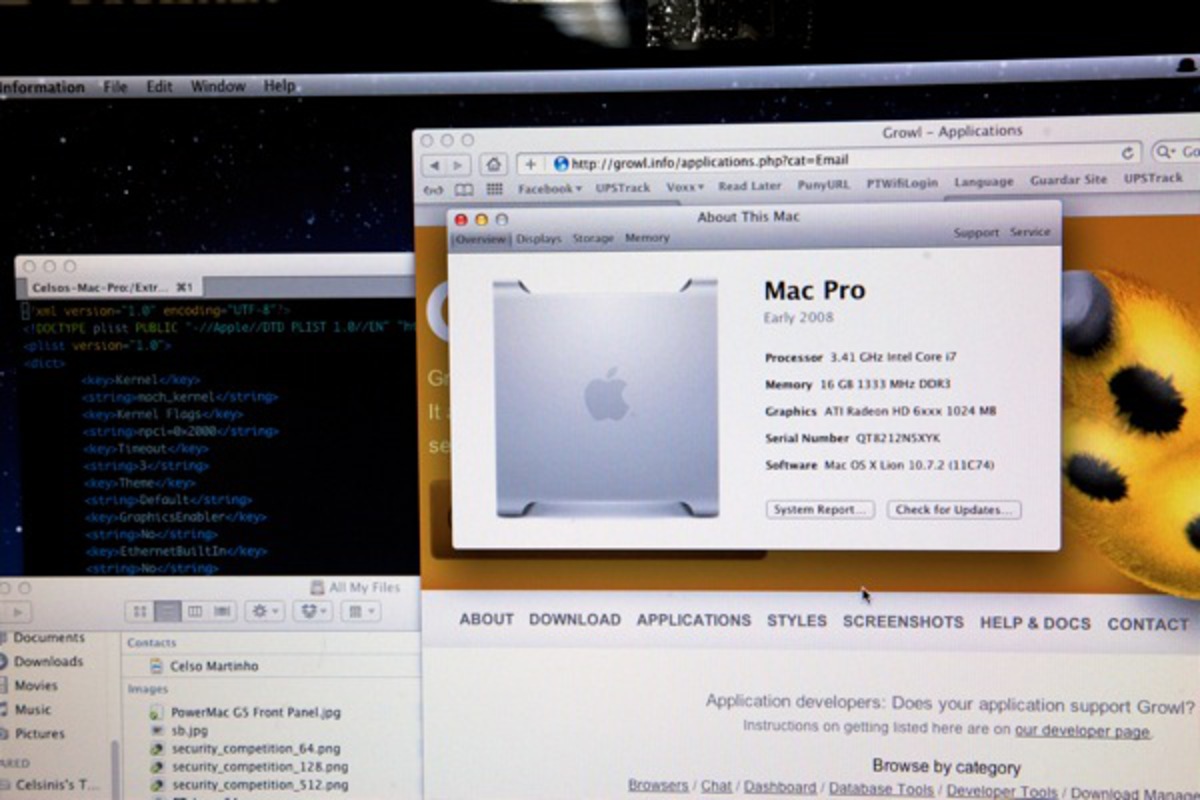 Information File Edit Window Help
Growl – Applications
http://growl.info/applications.php?cat=Email
Facebook UPSTrack Voxx Read Later PunyURL PTWifiLogin Language Guardar Site UPSTrack
About This Mac
Overview Displays Storage Memory Support Service
Mac Pro
Early 2008
Processor 3.41 GHz Intel Core i7
Memory 16 GB 1333 MHz DDR3
Graphics ATI Radeon HD 6xxx 1024 MB
Serial Number QT8212N5XYK
Software Mac OS X Lion 10.7.2 (11C74)
System Report... Check for Updates...
Celsos-Mac-Pro:/Extr... ⌘1
<?xml version="1.0" encoding="UTF-8"?>
<!DOCTYPE plist PUBLIC "-//Apple//DTD PLIST 1.0//EN"
<plist version="1.0">
<dict>
<key>Kernel</key>
<string>mach_kernel</string>
<key>Kernel Flags</key>
<string>npci=0x2000</string>
<key>Timeout</key>
<string>3</string>
<key>Theme</key>
<string>Default</string>
<key>GraphicsEnabler</key>
<string>No</string>
<key>EthernetBuiltIn</key>
<string>No</string>
All My Files
Documents
Downloads
Movies
Music
Pictures
Celsinis's T...
Contacts
Celso Martinho
Images
PowerMac G5 Front Panel.jpg
sb.jpg
security_competition_64.png
security_competition_128.png
security_competition_512.png
ABOUT DOWNLOAD APPLICATIONS STYLES SCREENSHOTS HELP & DOCS CONTACT
Application developers: Does your application support Growl?
Instructions on getting listed here are on our developer page.
Browse by category
Browsers / Chat / Dashboard / Database Tools / Developer Tools / Download